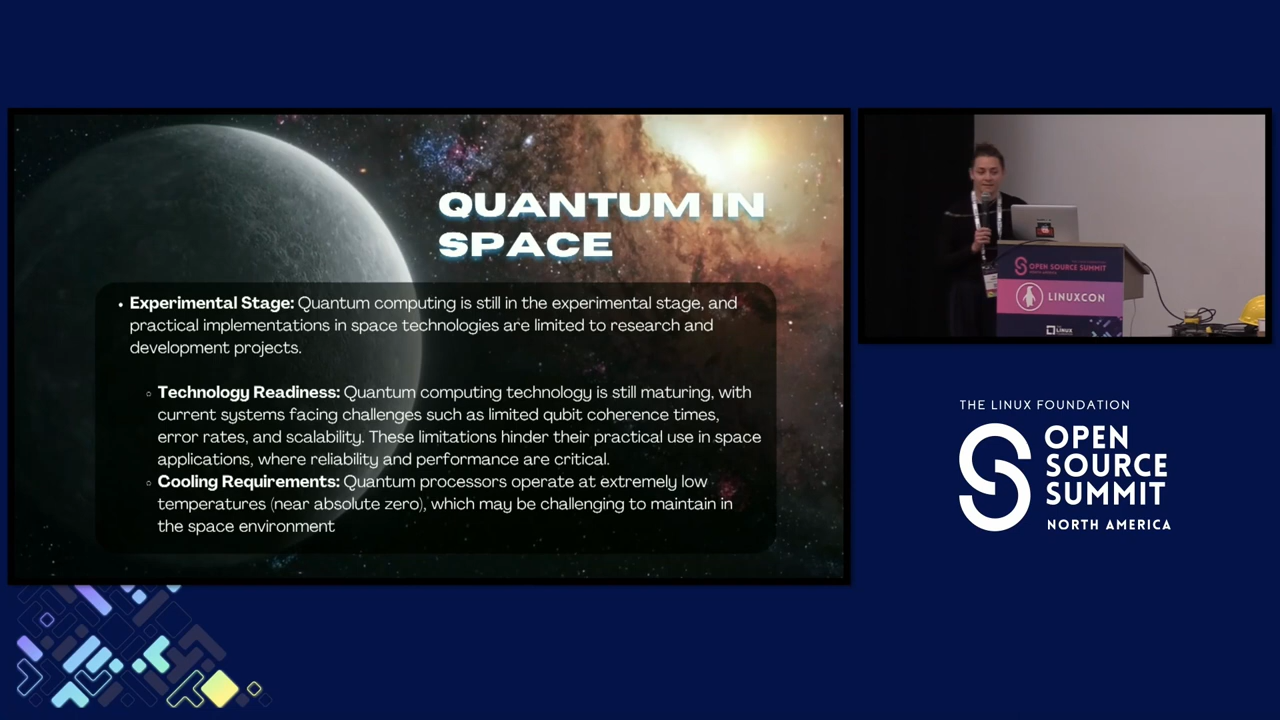 QUANTUM IN
SPACE
• Experimental Stage: Quantum computing is still in the experimental stage, and
practical implementations in space technologies are limited to research and
development projects.
◦ Technology Readiness: Quantum computing technology is still maturing, with
current systems facing challenges such as limited qubit coherence times,
error rates, and scalability. These limitations hinder their practical use in space
applications, where reliability and performance are critical.
◦ Cooling Requirements: Quantum processors operate at extremely low
temperatures (near absolute zero), which may be challenging to maintain in
the space environment
OPEN SOURCE SUMMIT
LINUXCON
LINUX
THE LINUX FOUNDATION
OPEN
SOURCE
SUMMIT
NORTH AMERICA